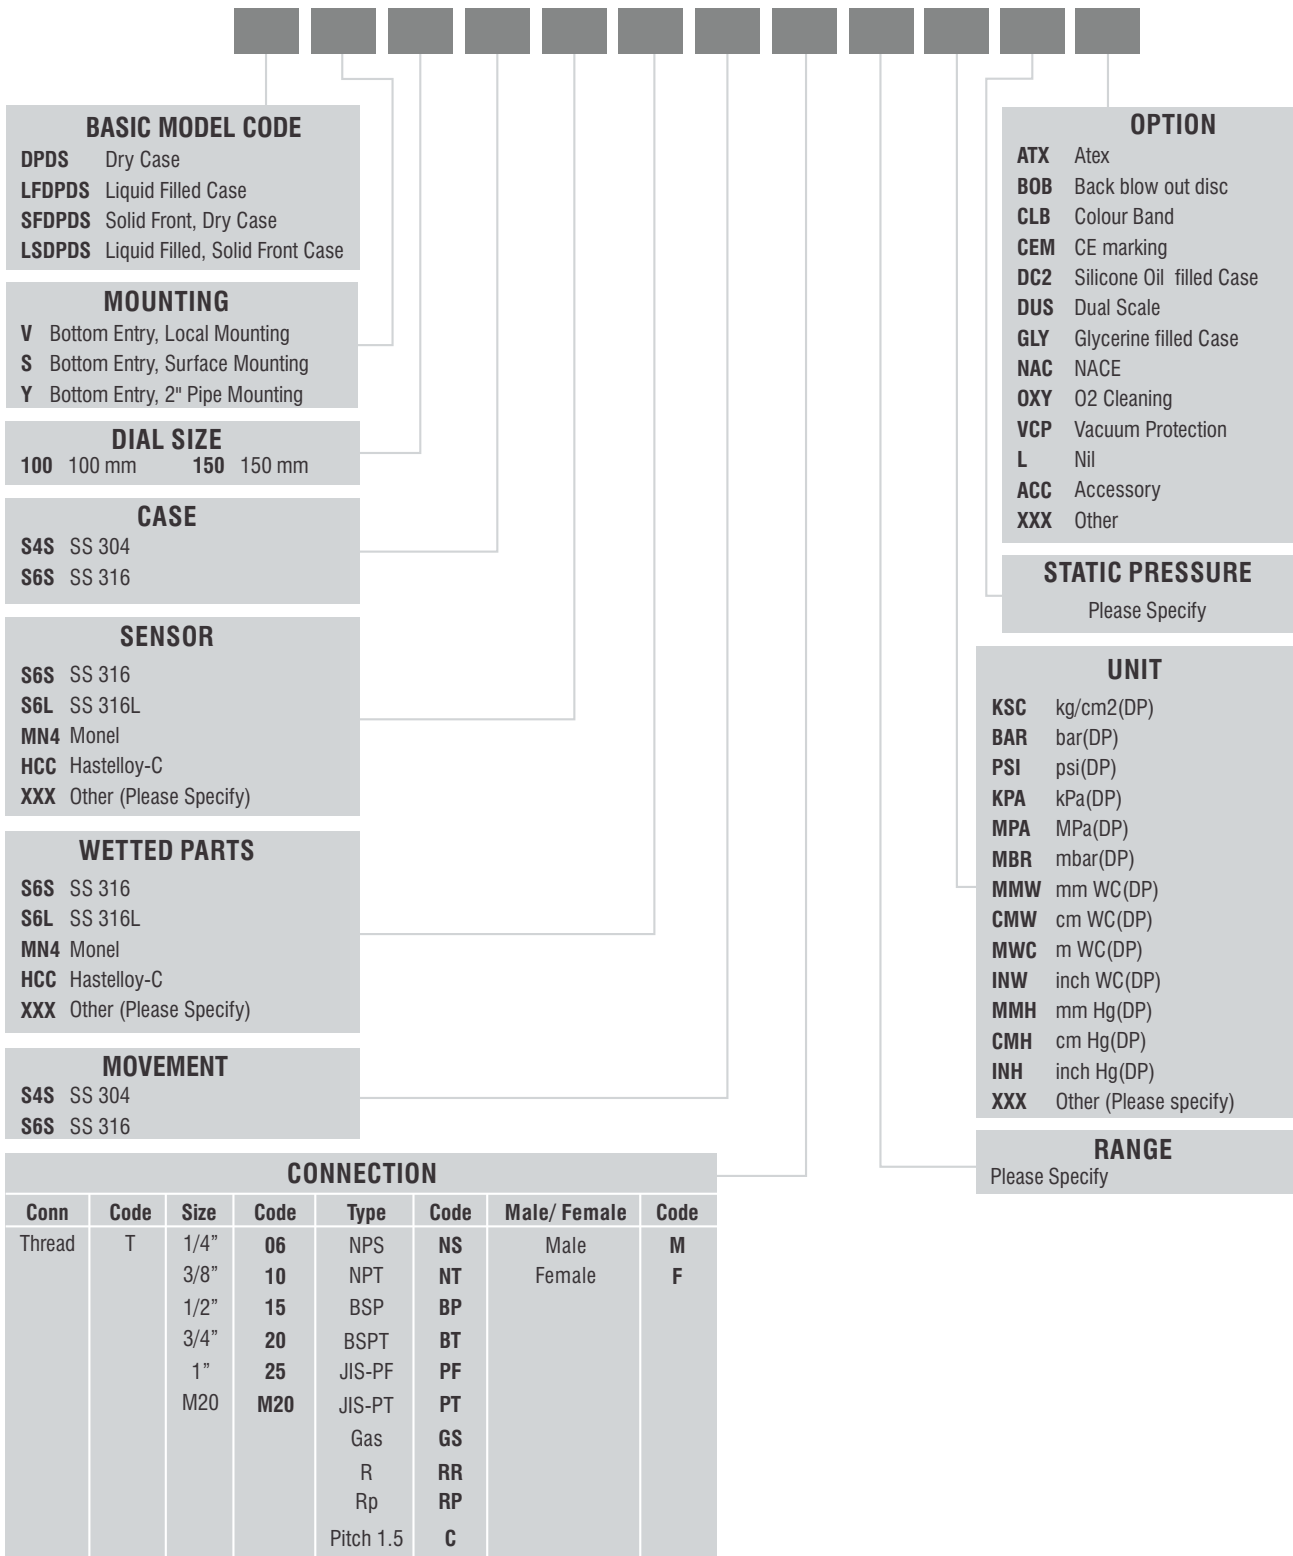 BASIC MODEL CODE
DPDS Dry Case
LFDPDS Liquid Filled Case
SFDPDS Solid Front, Dry Case
LSDPDS Liquid Filled, Solid Front Case
MOUNTING
V Bottom Entry, Local Mounting
S Bottom Entry, Surface Mounting
Y Bottom Entry, 2" Pipe Mounting
DIAL SIZE
100 100 mm 150 150 mm
CASE
S4S SS 304
S6S SS 316
SENSOR
S6S SS 316
S6L SS 316L
MN4 Monel
HCC Hastelloy-C
XXX Other (Please Specify)
WETTED PARTS
S6S SS 316
S6L SS 316L
MN4 Monel
HCC Hastelloy-C
XXX Other (Please Specify)
MOVEMENT
S4S SS 304
S6S SS 316
CONNECTION
Conn Code Size Code Type Code Male/ Female Code
Thread T 1/4” 06 NPS NS Male M
3/8” 10 NPT NT Female F
1/2” 15 BSP BP
3/4” 20 BSPT BT
1” 25 JIS-PF PF
M20 M20 JIS-PT PT
Gas GS
R RR
Rp RP
Pitch 1.5 C
OPTION
ATX Atex
BOB Back blow out disc
CLB Colour Band
CEM CE marking
DC2 Silicone Oil filled Case
DUS Dual Scale
GLY Glycerine filled Case
NAC NACE
OXY O2 Cleaning
VCP Vacuum Protection
L Nil
ACC Accessory
XXX Other
STATIC PRESSURE
Please Specify
UNIT
KSC kg/cm2(DP)
BAR bar(DP)
PSI psi(DP)
KPA kPa(DP)
MPA MPa(DP)
MBR mbar(DP)
MMW mm WC(DP)
CMW cm WC(DP)
MWC m WC(DP)
INW inch WC(DP)
MMH mm Hg(DP)
CMH cm Hg(DP)
INH inch Hg(DP)
XXX Other (Please specify)
RANGE
Please Specify